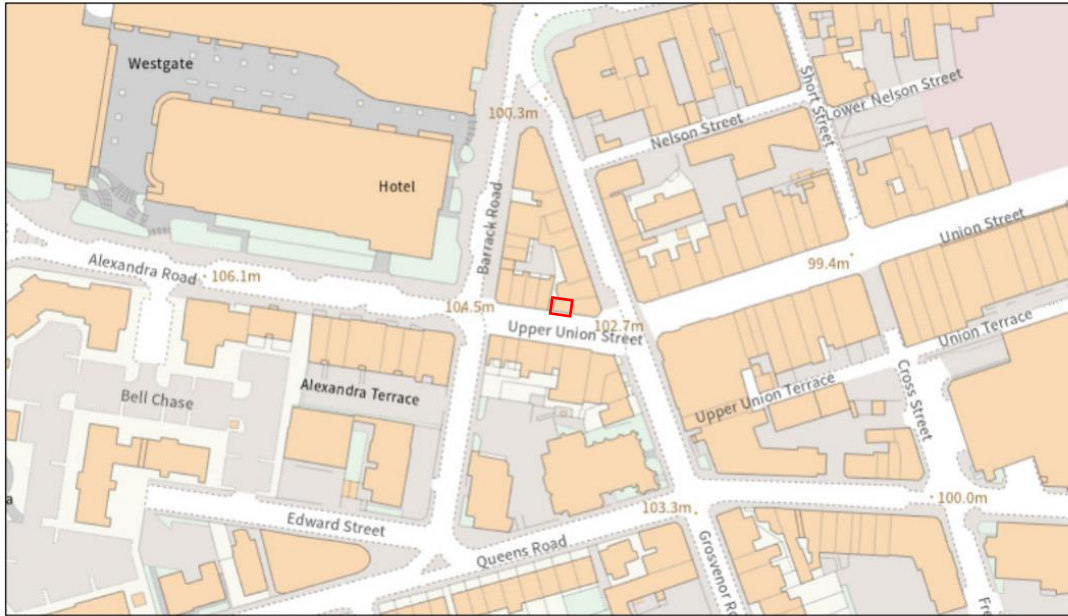 Westgate
Hotel
100.3m
Barrack Road
Short Street
Lower Nelson Street
Nelson Street
Union Street
99.4m
Alexandra Road
106.1m
104.5m
Upper Union Street
102.7m
Union Terrace
Upper Union Terrace
Cross Street
Bell Chase
Alexandra Terrace
a
Edward Street
Queens Road
103.3m
100.0m
Grosvenor Ro
Fre